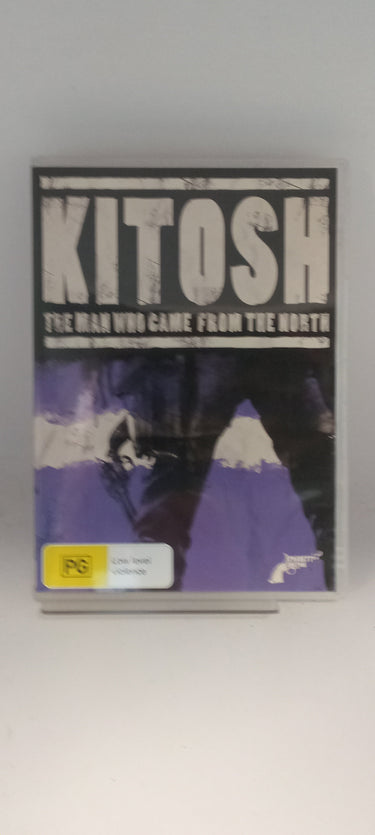 KITOSH
THE MAN WHO CAME FROM THE NORTH
PG
Low level
violence